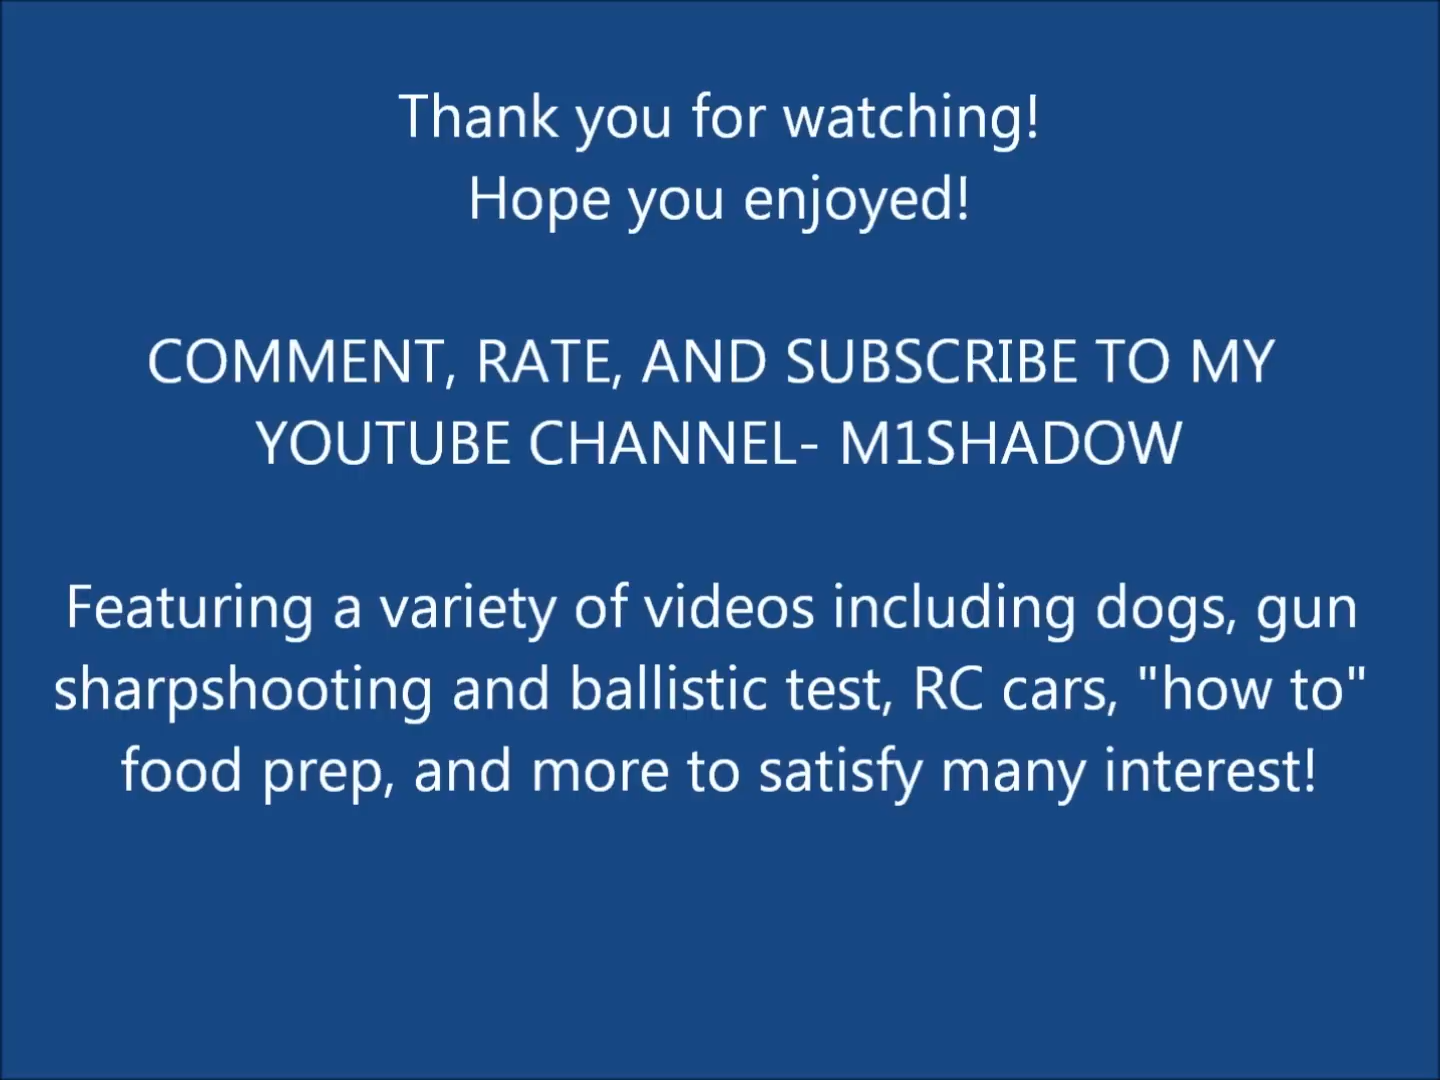 Thank you for watching!
Hope you enjoyed!
COMMENT, RATE, AND SUBSCRIBE TO MY
YOUTUBE CHANNEL- M1SHADOW
Featuring a variety of videos including dogs, gun
sharpshooting and ballistic test, RC cars, "how to"
food prep, and more to satisfy many interest!